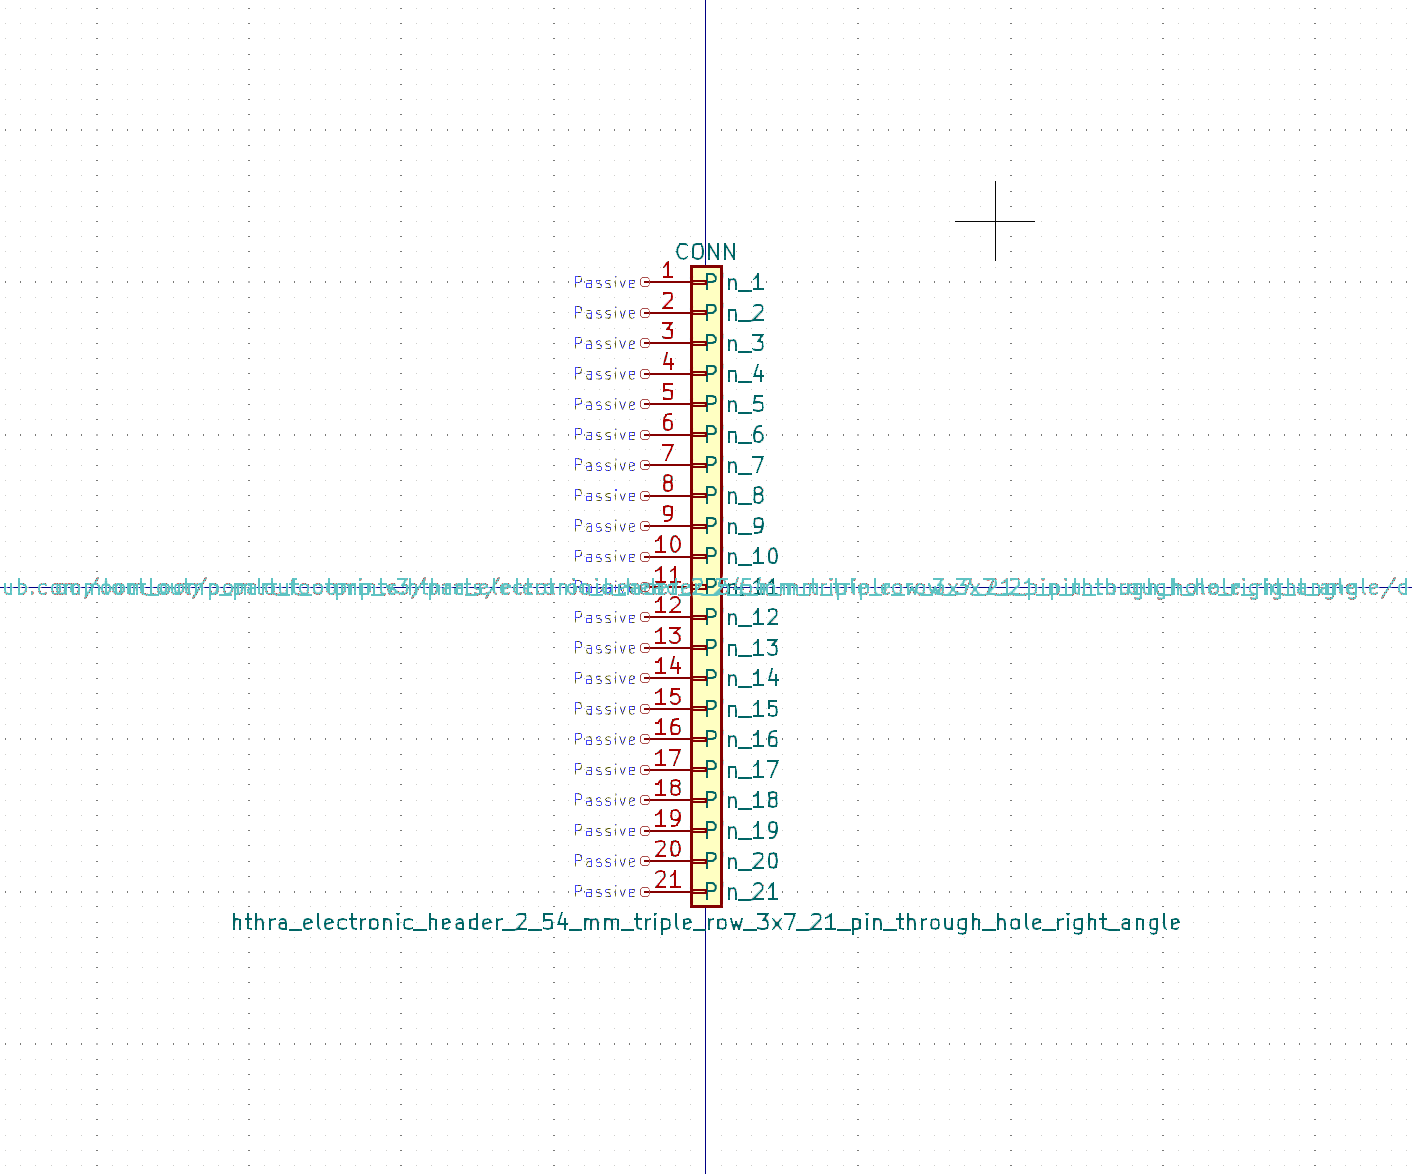 CONN
Passive 1 P n_1
Passive 2 P n_2
Passive 3 P n_3
Passive 4 P n_4
Passive 5 P n_5
Passive 6 P n_6
Passive 7 P n_7
Passive 8 P n_8
Passive 9 P n_9
Passive 10 P n_10
11
Passive 12 P n_12
Passive 13 P n_13
Passive 14 P n_14
Passive 15 P n_15
Passive 16 P n_16
Passive 17 P n_17
Passive 18 P n_18
Passive 19 P n_19
Passive 20 P n_20
Passive 21 P n_21
hthra_electronic_header_2_54_mm_triple_row_3x7_21_pin_through_hole_right_angle